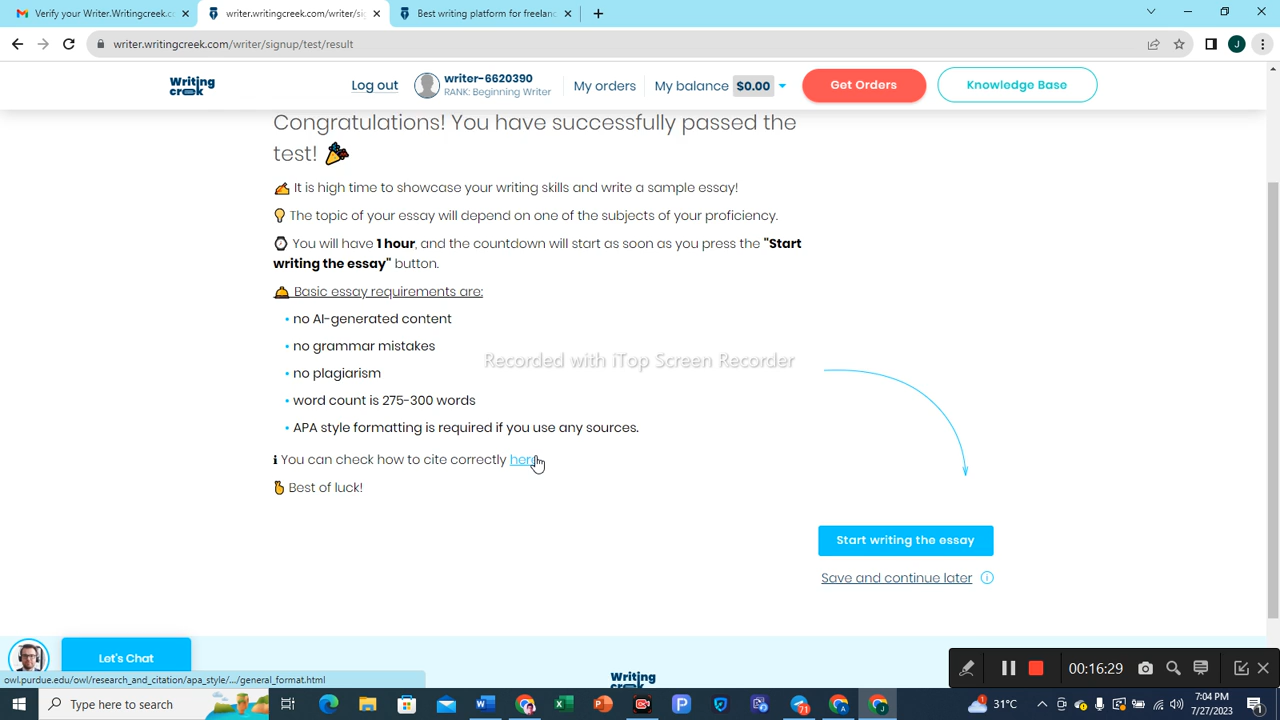 Verify your Writingcreek.c
writer.writingcreek.com/writer/si
Best writing platform for freelanc
writer.writingcreek.com/writer/signup/test/result
J
Writing
creek
Log out
writer-6620390
RANK: Beginning Writer
My orders
My balance $0.00
Get Orders
Knowledge Base
Congratulations! You have successfully passed the
test!
It is high time to showcase your writing skills and write a sample essay!
The topic of your essay will depend on one of the subjects of your proficiency.
You will have 1 hour, and the countdown will start as soon as you press the "Start
writing the essay" button.
Basic essay requirements are:
• no AI-generated content
• no grammar mistakes
• no plagiarism
Recorded with iTop Screen Recorder
• word count is 275-300 words
• APA style formatting is required if you use any sources.
You can check how to cite correctly here
Best of luck!
Start writing the essay
Save and continue later
Let's Chat
owl.purdue.edu/owl/research_and_citation/apa_style/.../general_format.html
Writing
00:16:29
Type here to search
31°C
7:04 PM
7/27/2023